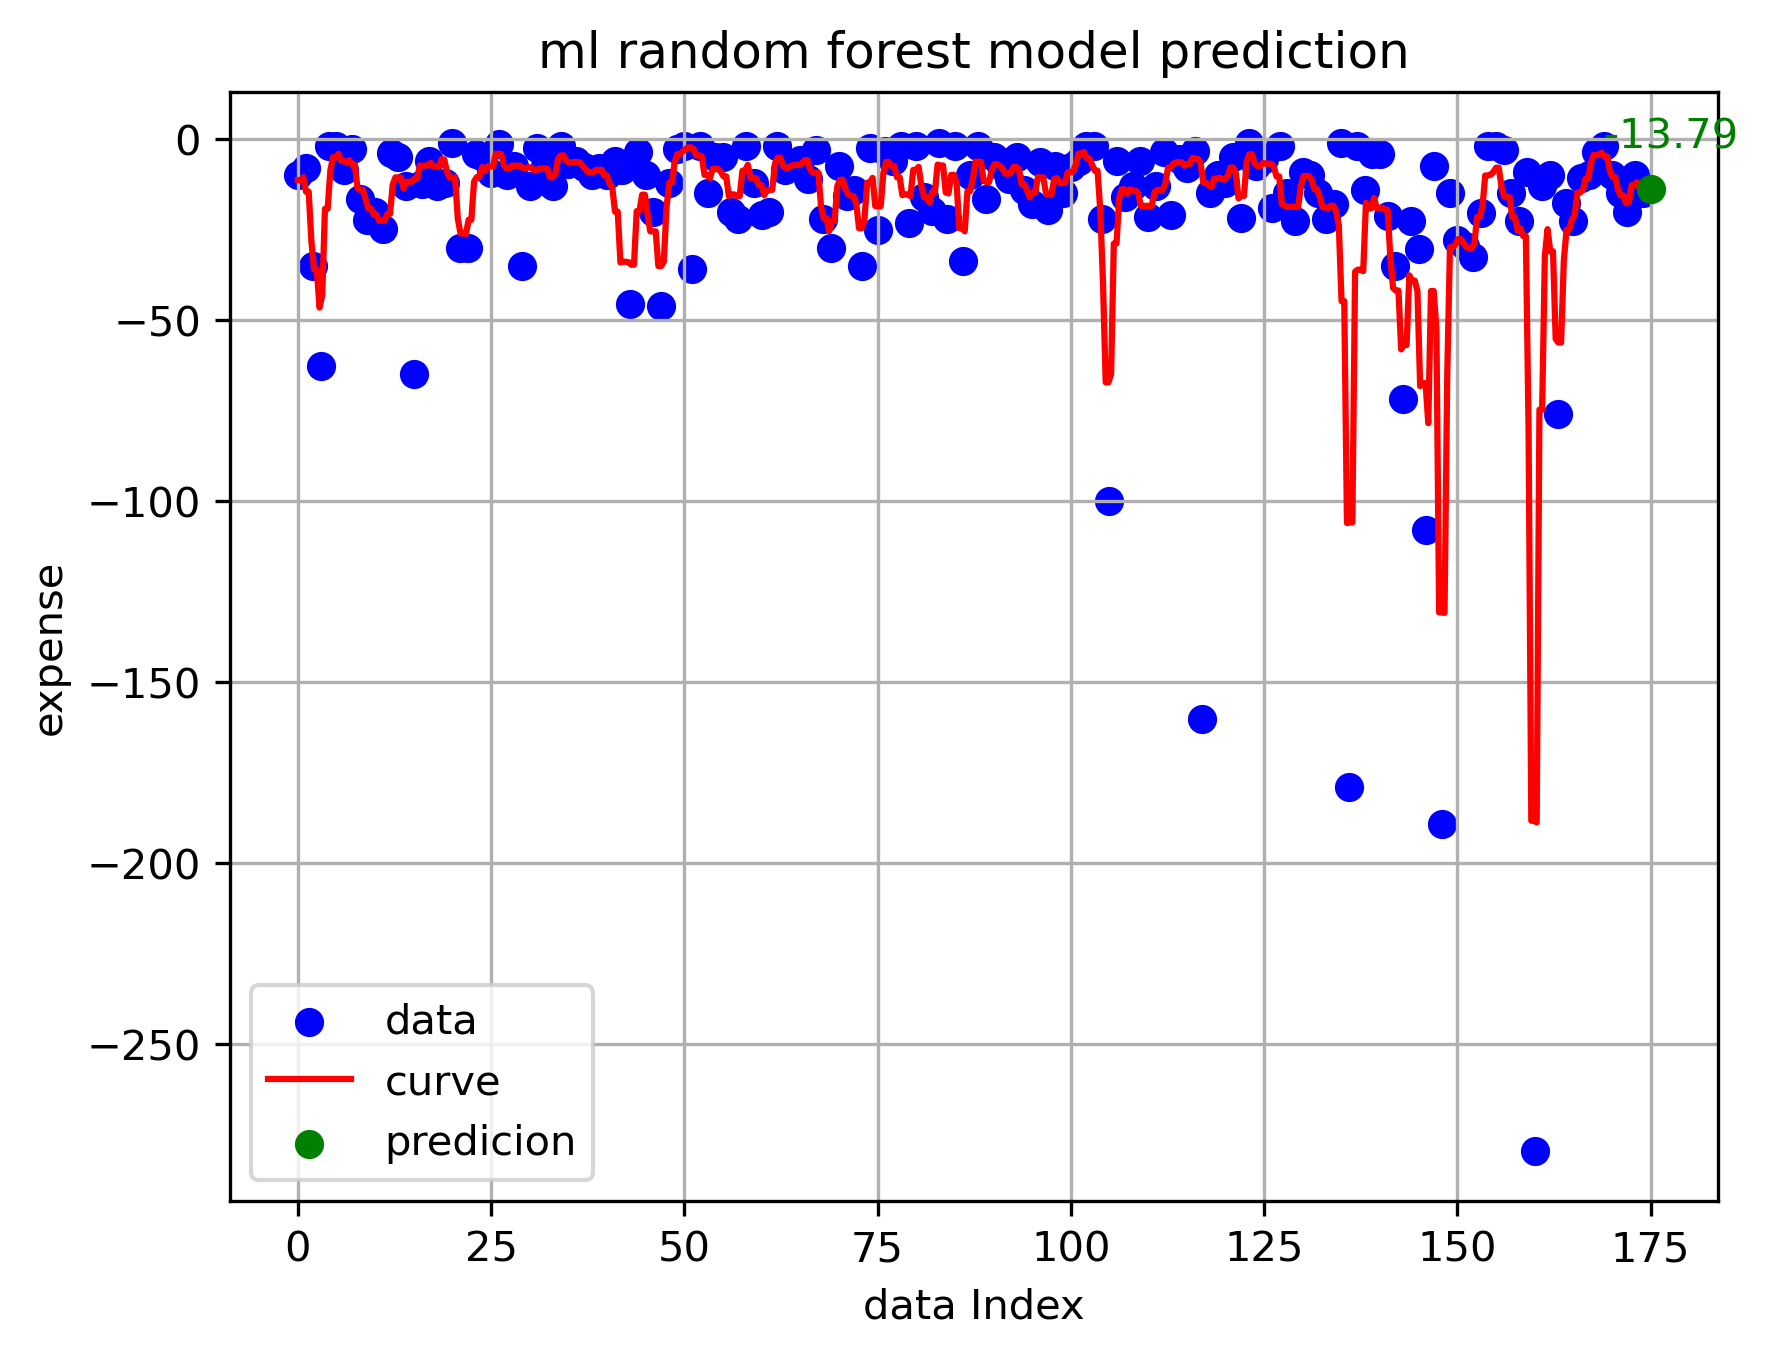 ml random forest model prediction
-13.79
0
−50
−100
−150
−200
−250
expense
data
curve
predicion
0 25 50 75 100 125 150 175
data Index